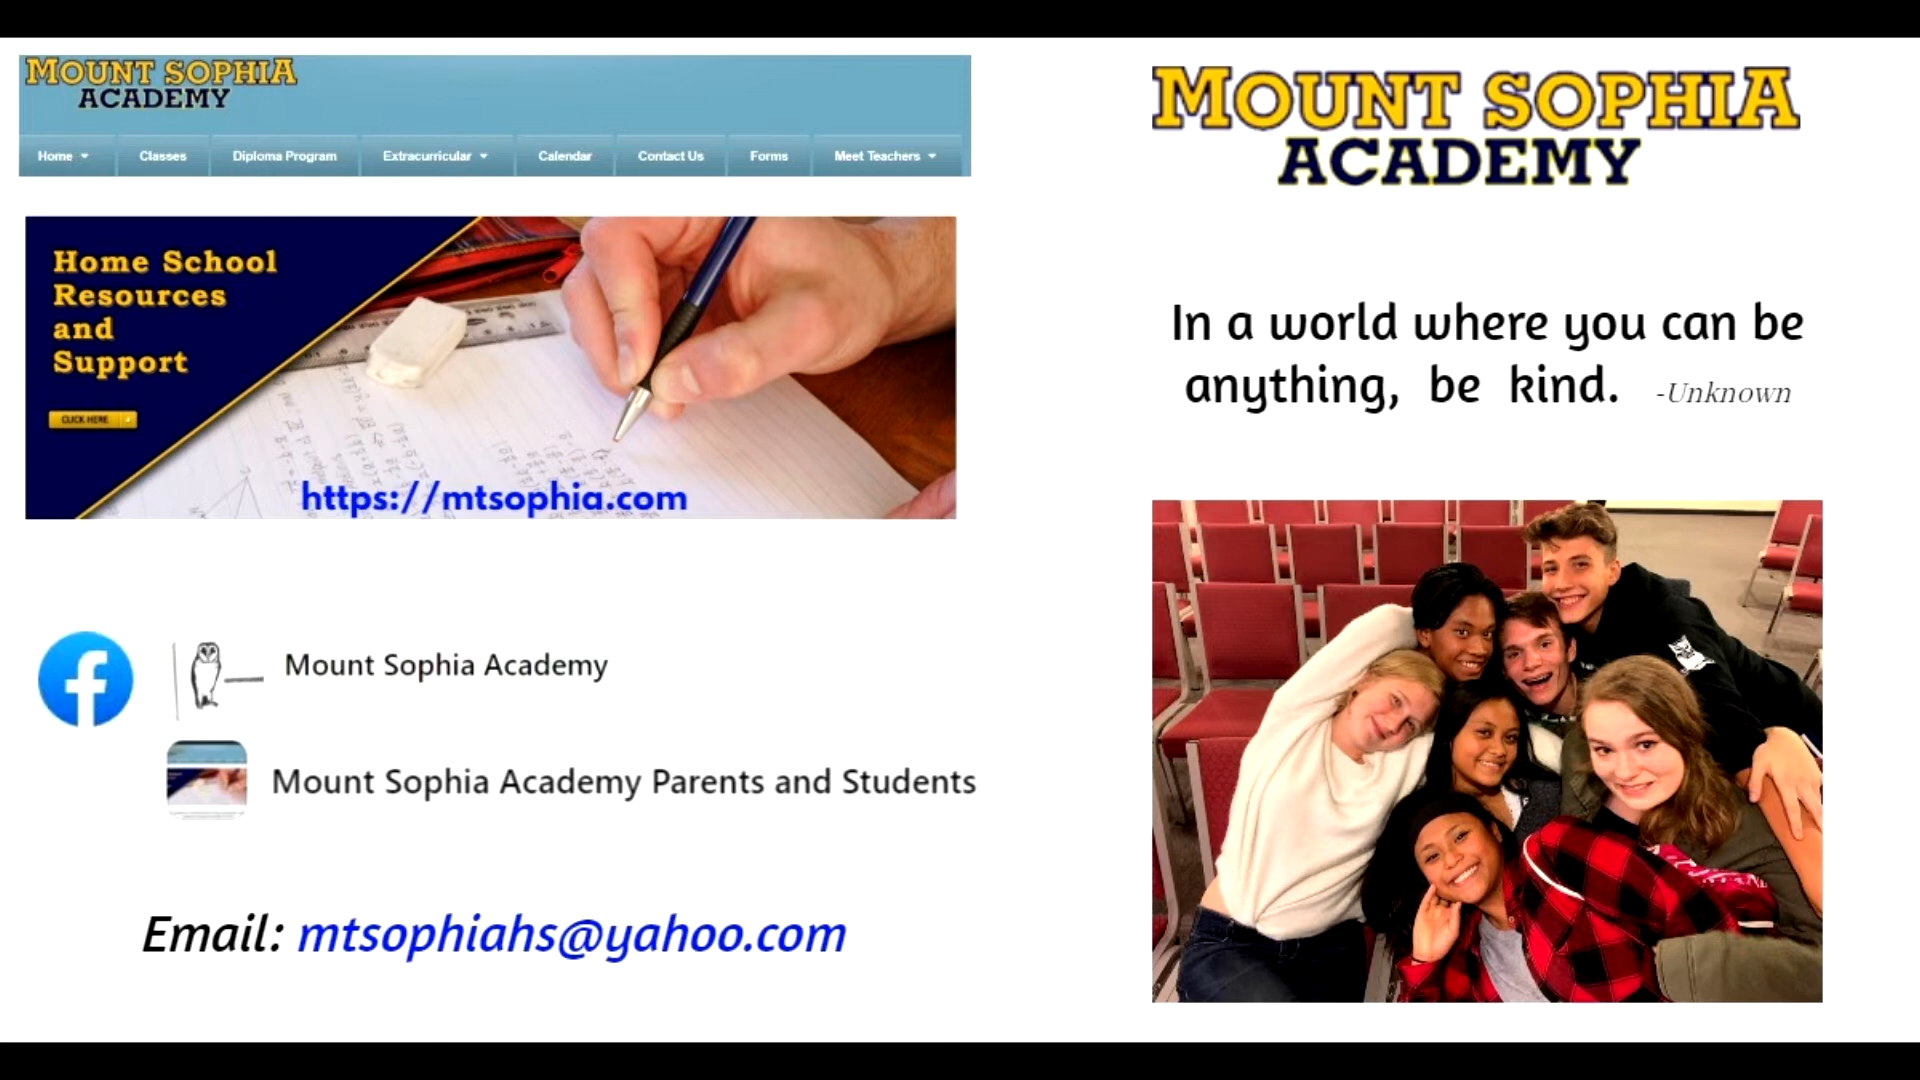 MOUNT SOPHIA
ACADEMY
Home
Classes
Diploma Program
Extracurricular
Calendar
Contact Us
Forms
Meet Teachers
Home School
Resources
and
Support
CLICK HERE
https://mtsophia.com
Mount Sophia Academy
Mount Sophia Academy Parents and Students
Email: mtsophiahs@yahoo.com
MOUNT SOPHIA
ACADEMY
In a world where you can be
anything, be kind. -Unknown